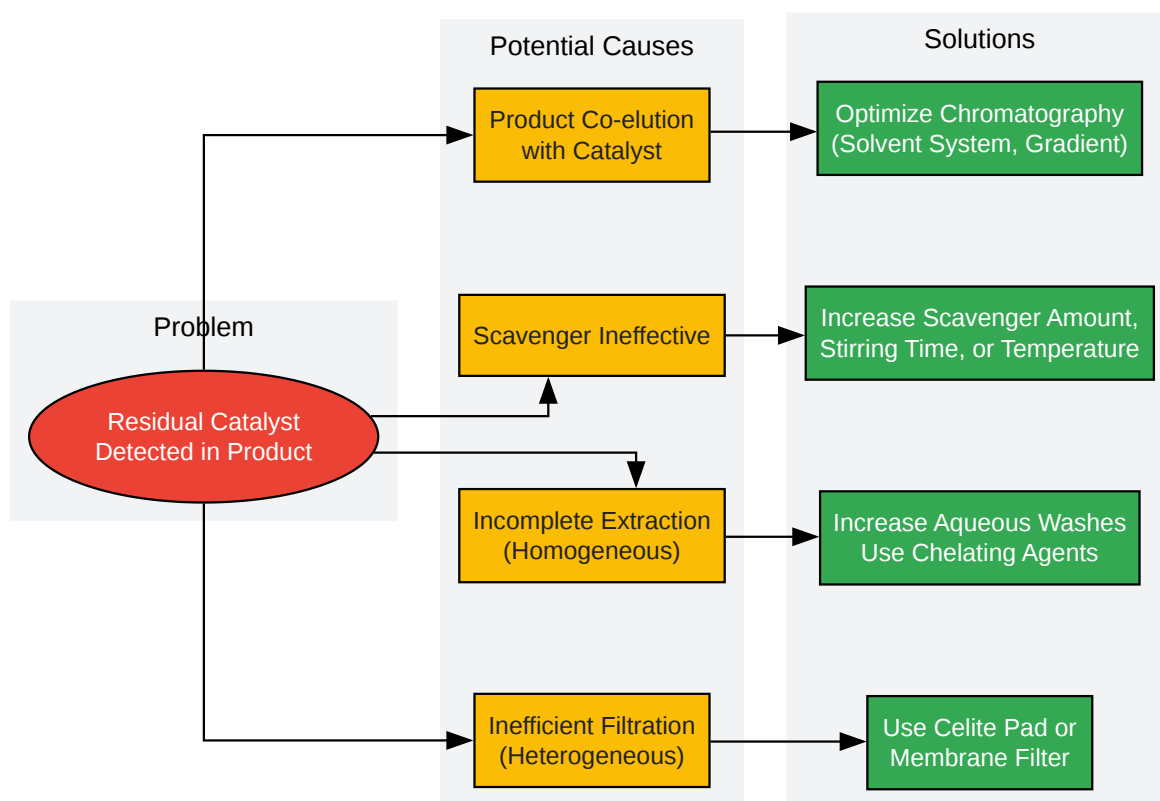 Potential Causes
Solutions
Product Co-elution
with Catalyst
Optimize Chromatography
(Solvent System, Gradient)
Problem
Scavenger Ineffective
Increase Scavenger Amount,
Stirring Time, or Temperature
Residual Catalyst
Detected in Product
Incomplete Extraction
(Homogeneous)
Increase Aqueous Washes
Use Chelating Agents
Inefficient Filtration
(Heterogeneous)
Use Celite Pad or
Membrane Filter